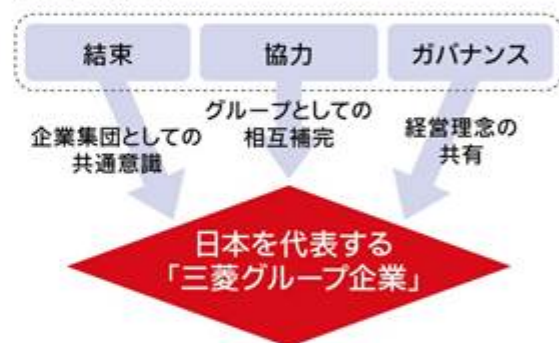 結束
協力
ガバナンス
企業集団としての
共通意識
グループとしての
相互補完
経営理念の
共有
日本を代表する
「三菱グループ企業」